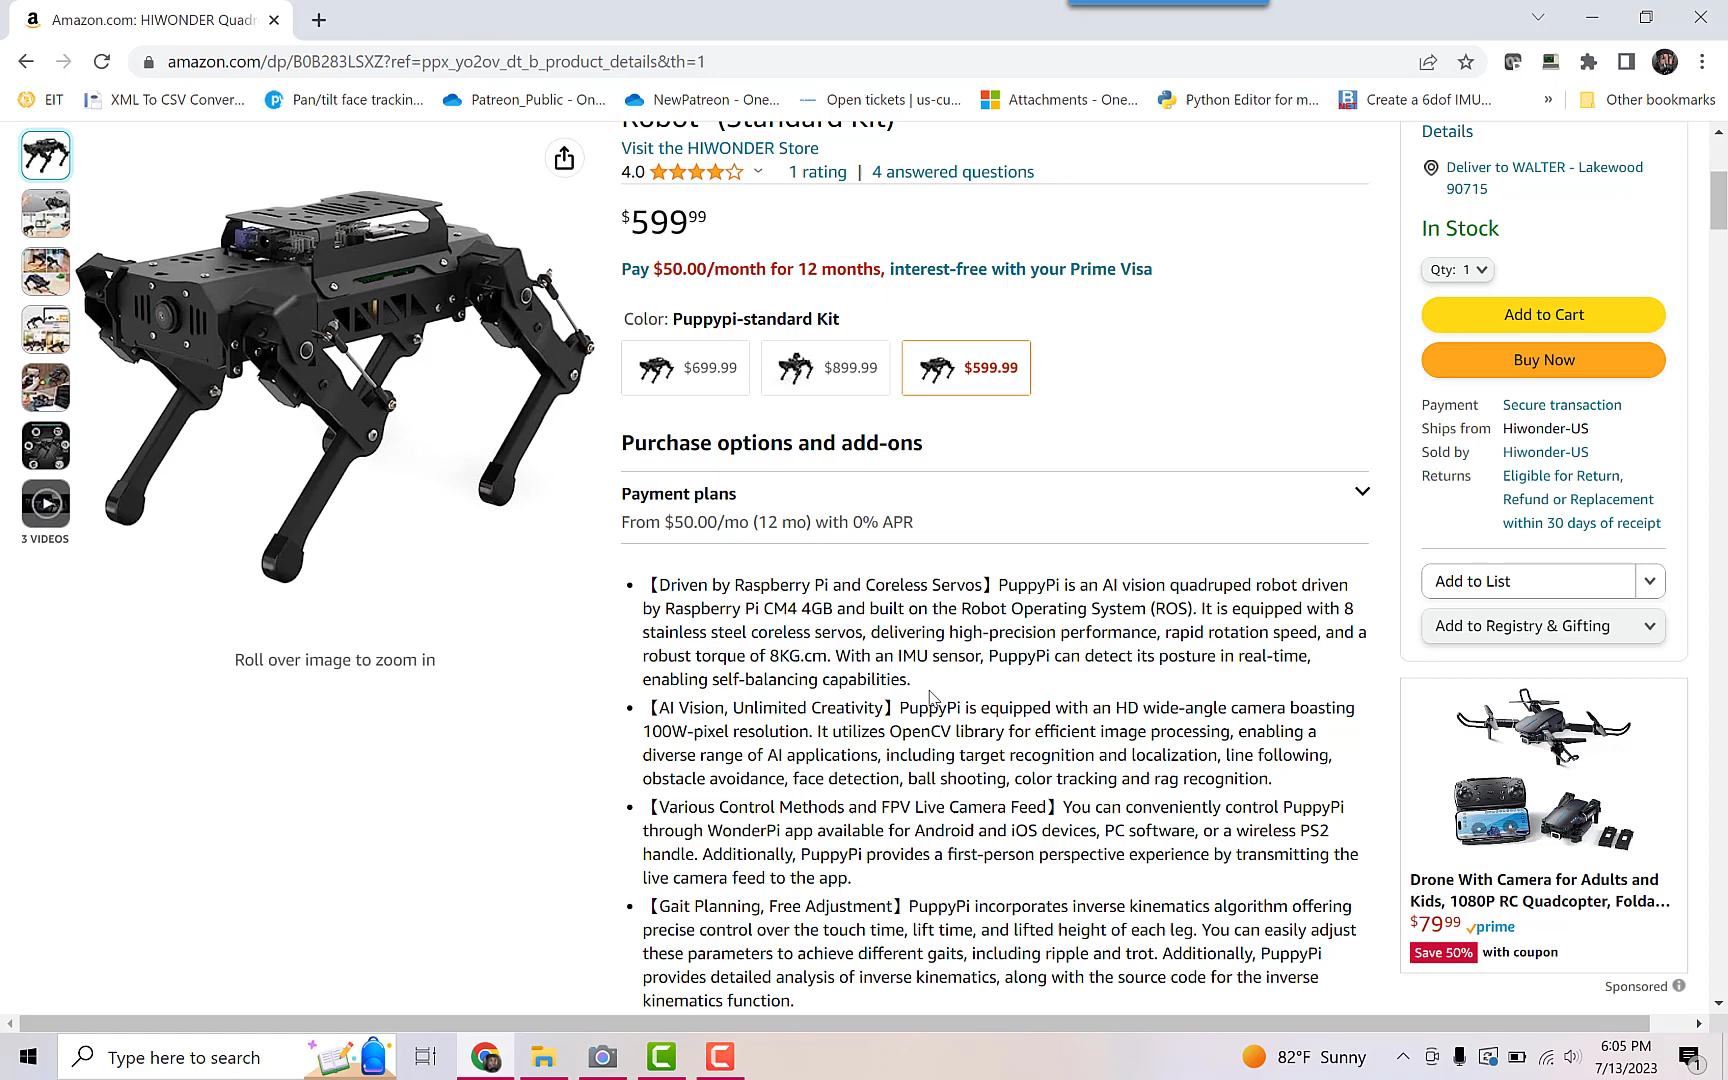 Amazon.com: HIWONDER Quadr
amazon.com/dp/B0B283LSXZ?ref=ppx_yo2ov_dt_b_product_details&th=1
EIT
XML To CSV Conver...
Pan/tilt face trackin...
Patreon_Public - On...
NewPatreon - One...
Open tickets | us-cu...
Attachments - One...
Python Editor for m...
Create a 6dof IMU...
»
Other bookmarks
3 VIDEOS
Roll over image to zoom in
Robot (Standard Kit)
Visit the HIWONDER Store
4.0 1 rating | 4 answered questions
$599.99
Pay $50.00/month for 12 months, interest-free with your Prime Visa
Color: Puppypi-standard Kit
$699.99
$899.99
$599.99
Purchase options and add-ons
Payment plans
From $50.00/mo (12 mo) with 0% APR
• 【Driven by Raspberry Pi and Coreless Servos】PuppyPi is an AI vision quadruped robot driven
by Raspberry Pi CM4 4GB and built on the Robot Operating System (ROS). It is equipped with 8
stainless steel coreless servos, delivering high-precision performance, rapid rotation speed, and a
robust torque of 8KG.cm. With an IMU sensor, PuppyPi can detect its posture in real-time,
enabling self-balancing capabilities.
• 【AI Vision, Unlimited Creativity】PuppyPi is equipped with an HD wide-angle camera boasting
100W-pixel resolution. It utilizes OpenCV library for efficient image processing, enabling a
diverse range of AI applications, including target recognition and localization, line following,
obstacle avoidance, face detection, ball shooting, color tracking and rag recognition.
• 【Various Control Methods and FPV Live Camera Feed】You can conveniently control PuppyPi
through WonderPi app available for Android and iOS devices, PC software, or a wireless PS2
handle. Additionally, PuppyPi provides a first-person perspective experience by transmitting the
live camera feed to the app.
• 【Gait Planning, Free Adjustment】PuppyPi incorporates inverse kinematics algorithm offering
precise control over the touch time, lift time, and lifted height of each leg. You can easily adjust
these parameters to achieve different gaits, including ripple and trot. Additionally, PuppyPi
provides detailed analysis of inverse kinematics, along with the source code for the inverse
kinematics function.
Details
Deliver to WALTER - Lakewood
90715
In Stock
Qty: 1
Add to Cart
Buy Now
Payment Secure transaction
Ships from Hiwonder-US
Sold by Hiwonder-US
Returns Eligible for Return,
Refund or Replacement
within 30 days of receipt
Add to List
Add to Registry & Gifting
Drone With Camera for Adults and
Kids, 1080P RC Quadcopter, Folda...
$79.99 prime
Save 50% with coupon
Sponsored
Type here to search
82°F Sunny
6:05 PM
7/13/2023
1